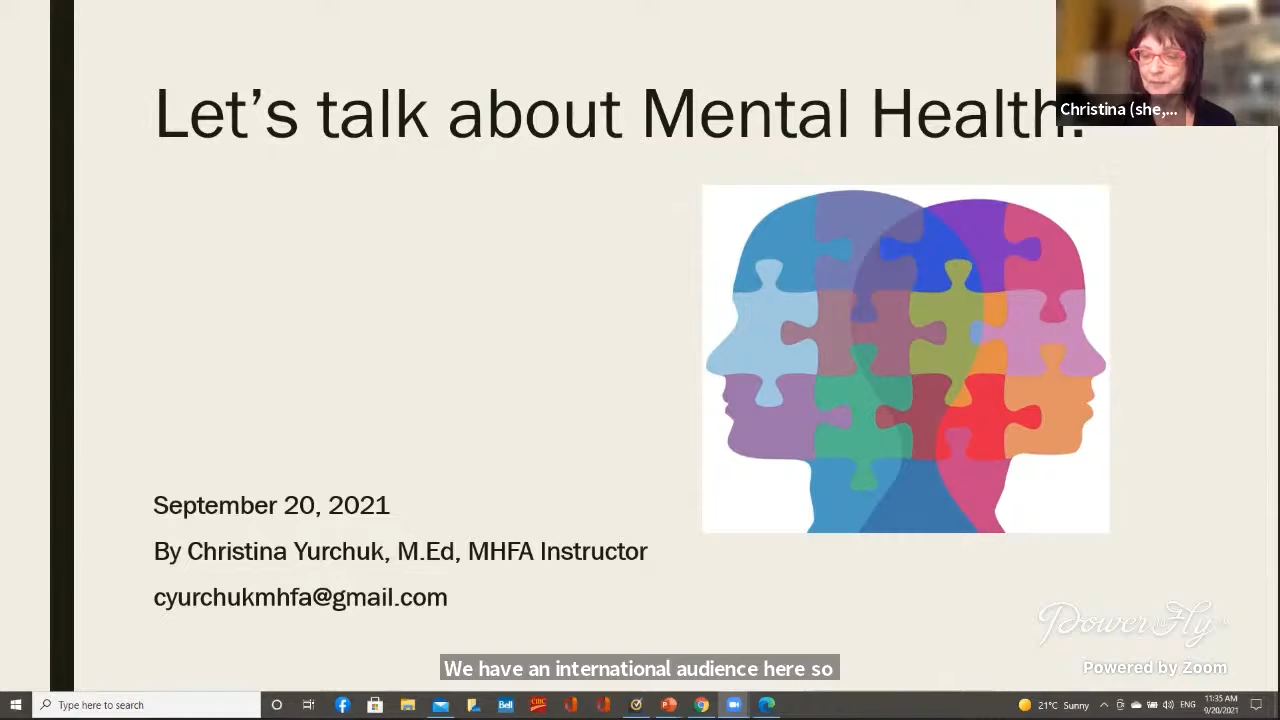 Let's talk about Mental Health.
Christina (she,...
September 20, 2021
By Christina Yurchuk, M.Ed, MHFA Instructor
cyurchukmhfa@gmail.com
Powered by Zoom
We have an international audience here so
Type here to search
Bell
CIBC
21°C Sunny
ENG
11:35 AM
9/20/2021